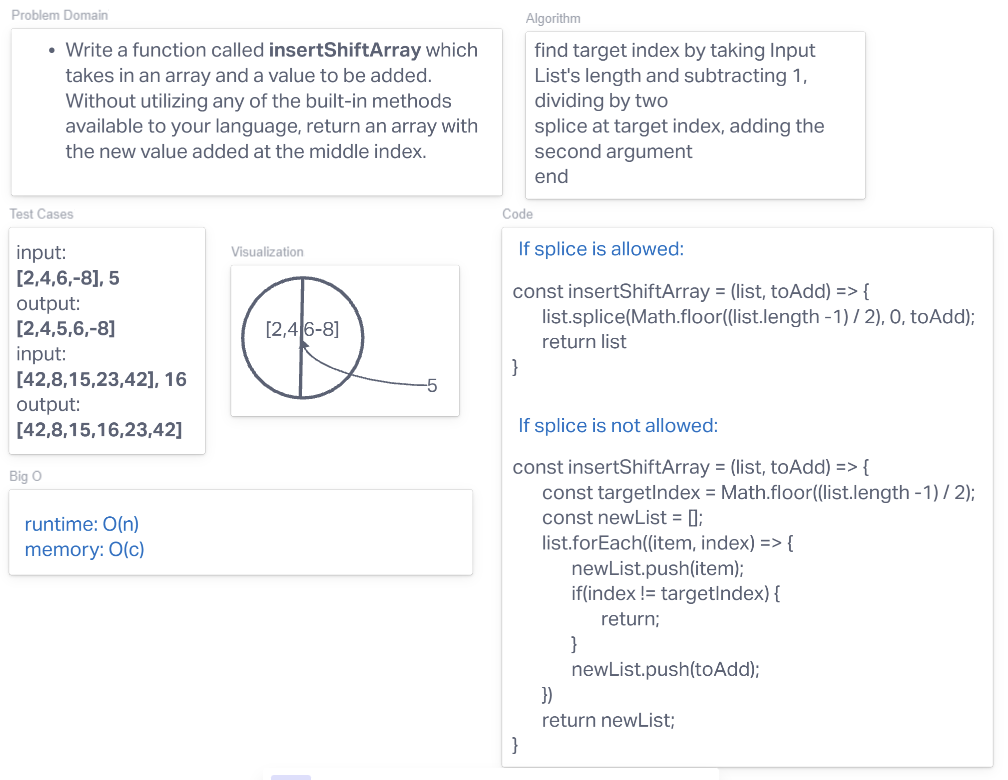 Problem Domain
• Write a function called insertShiftArray which
takes in an array and a value to be added.
Without utilizing any of the built-in methods
available to your language, return an array with
the new value added at the middle index.
Algorithm
find target index by taking Input
List's length and subtracting 1,
dividing by two
splice at target index, adding the
second argument
end
Test Cases
input:
[2,4,6,-8], 5
output:
[2,4,5,6,-8]
input:
[42,8,15,23,42], 16
output:
[42,8,15,16,23,42]
Visualization
[2,4 6-8]
5
Big O
runtime: O(n)
memory: O(c)
Code
If splice is allowed:
const insertShiftArray = (list, toAdd) => {
list.splice(Math.floor((list.length -1) / 2), 0, toAdd);
return list
}
If splice is not allowed:
const insertShiftArray = (list, toAdd) => {
const targetIndex = Math.floor((list.length -1) / 2);
const newList = [];
list.forEach((item, index) => {
newList.push(item);
if(index != targetIndex) {
return;
}
newList.push(toAdd);
})
return newList;
}